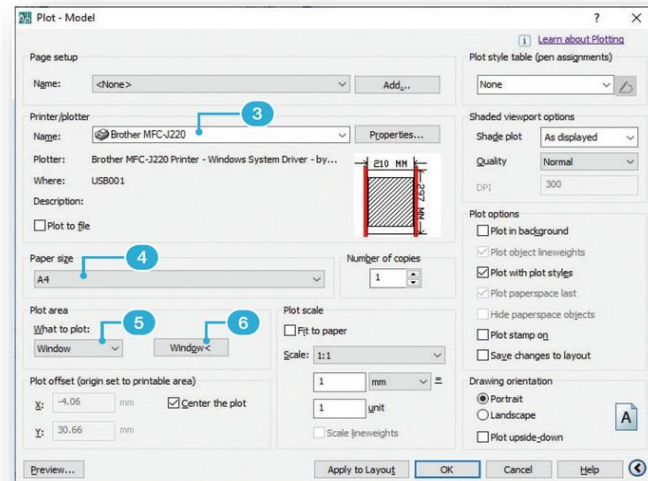 Plot - Model
? X
Learn about Plotting
Page setup
Name: <None> Add...
Plot style table (pen assignments)
None
Printer/plotter
3
Name: Brother MFC-J220 Properties...
Plotter: Brother MFC-J220 Printer - Windows System Driver - by...
Where: USB001
Description:
Plot to file
210 MM
297 MM
Shaded viewport options
Shade plot As displayed
Quality Normal
DPI 300
Paper size
4
A4
Number of copies
1
Plot options
Plot in background
Plot object lineweights
Plot with plot styles
Plot paperspace last
Hide paperspace objects
Plot stamp on
Save changes to layout
Plot area
What to plot:
5
6
Window Window<
Plot scale
Fit to paper
Scale: 1:1
1 mm =
1 unit
Scale lineweights
Plot offset (origin set to printable area)
X: -4.06 mm Center the plot
Y: 30.66 mm
Drawing orientation
Portrait
Landscape
Plot upside-down
A
Preview... Apply to Layout OK Cancel Help